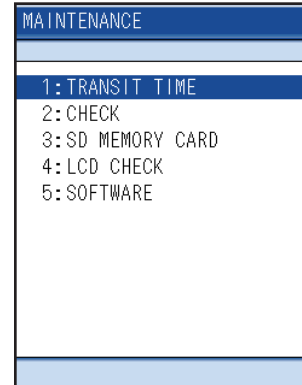 MAINTENANCE
1:TRANSIT TIME
2:CHECK
3:SD MEMORY CARD
4:LCD CHECK
5:SOFTWARE